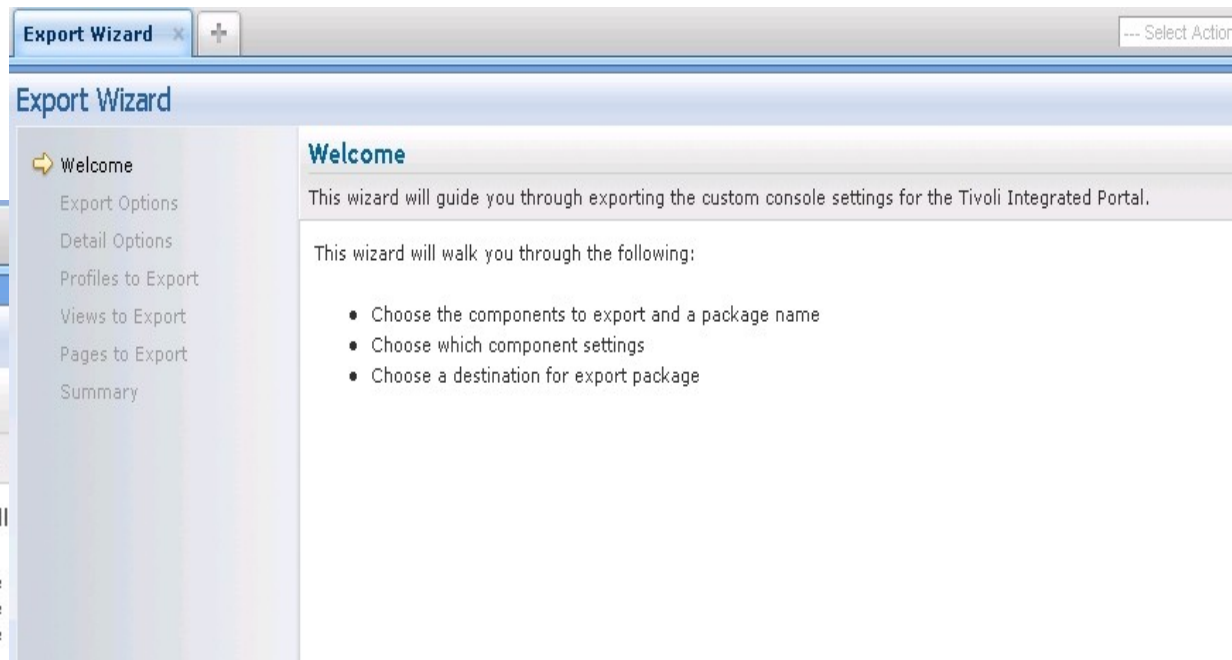 Export Wizard
--- Select Action
Export Wizard
Welcome
Export Options
Detail Options
Profiles to Export
Views to Export
Pages to Export
Summary
Welcome
This wizard will guide you through exporting the custom console settings for the Tivoli Integrated Portal.
This wizard will walk you through the following:
• Choose the components to export and a package name
• Choose which component settings
• Choose a destination for export package